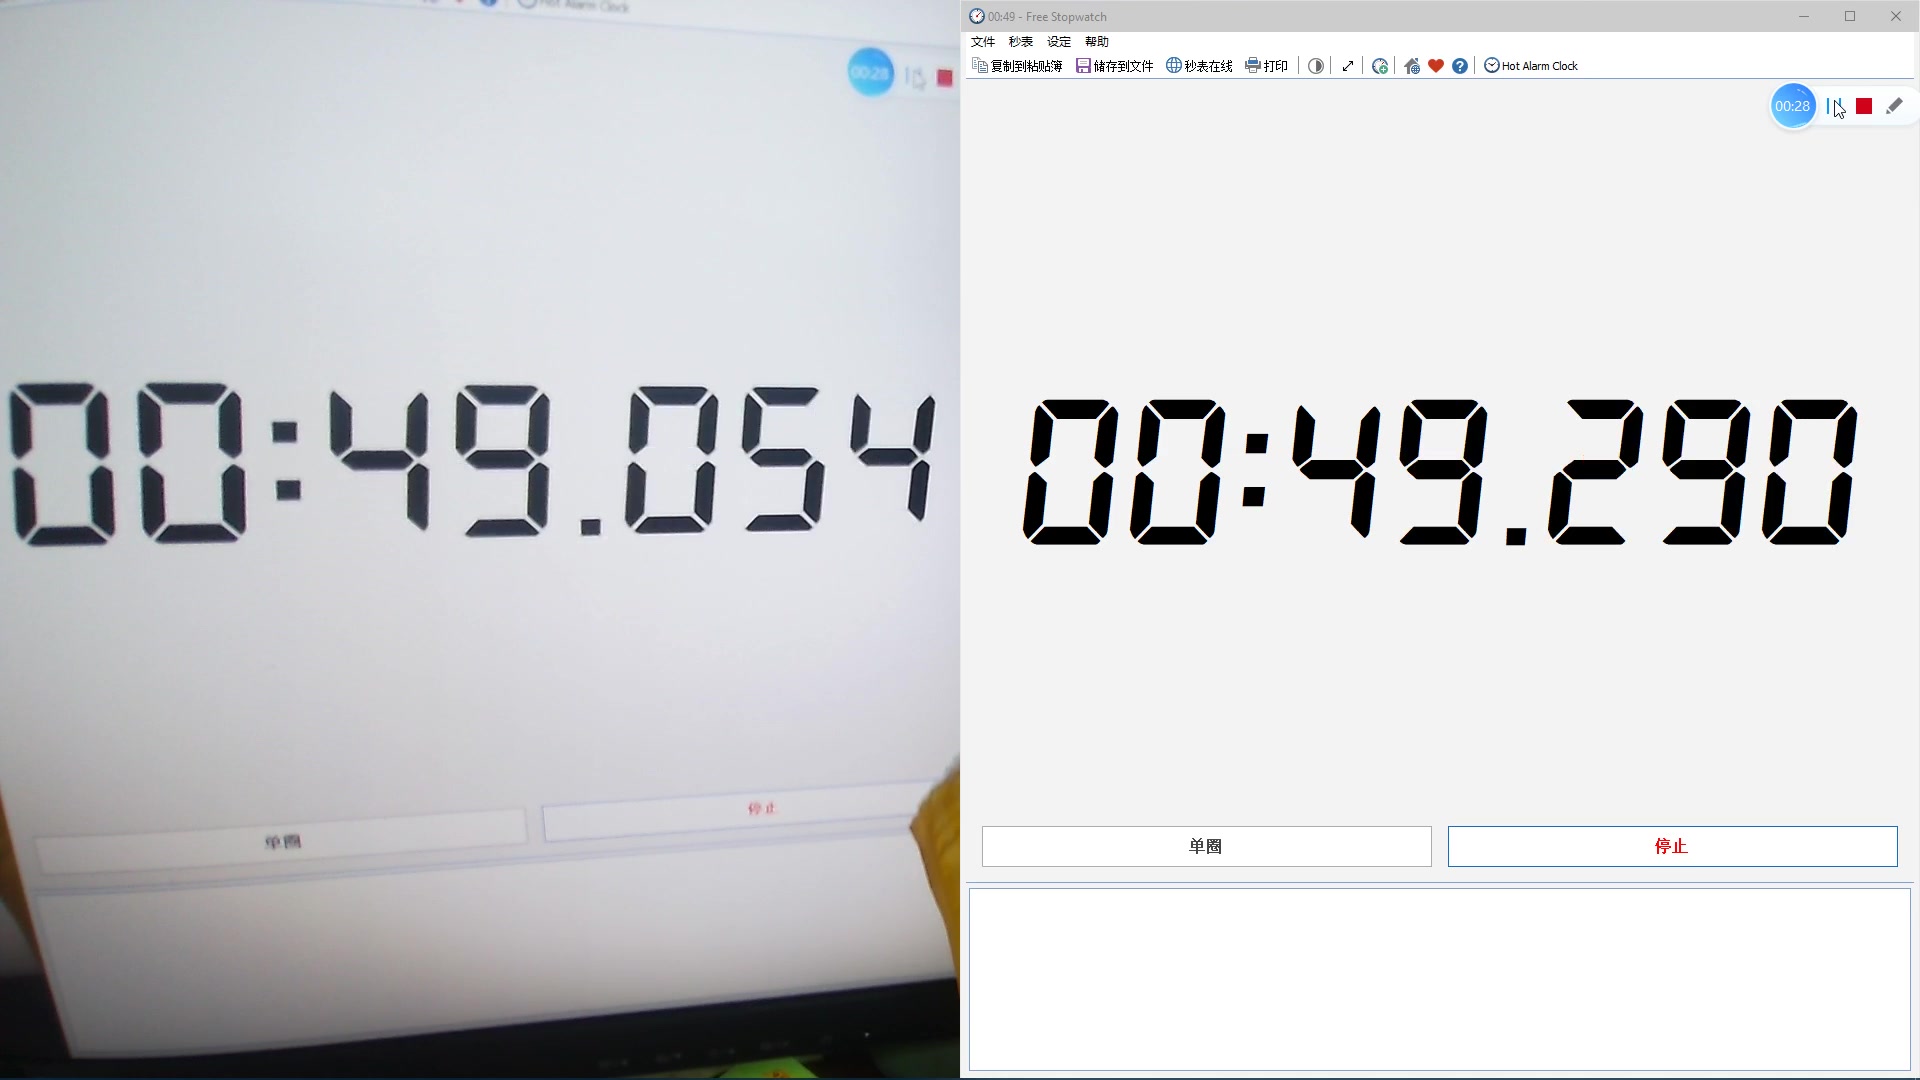 Hot Alarm Clock
00:28
00:49.054
单圈
停止
00:49 - Free Stopwatch
文件 秒表 设定 帮助
复制到粘贴簿 储存到文件 秒表在线 打印 Hot Alarm Clock
00:28
00:49.290
单圈
停止